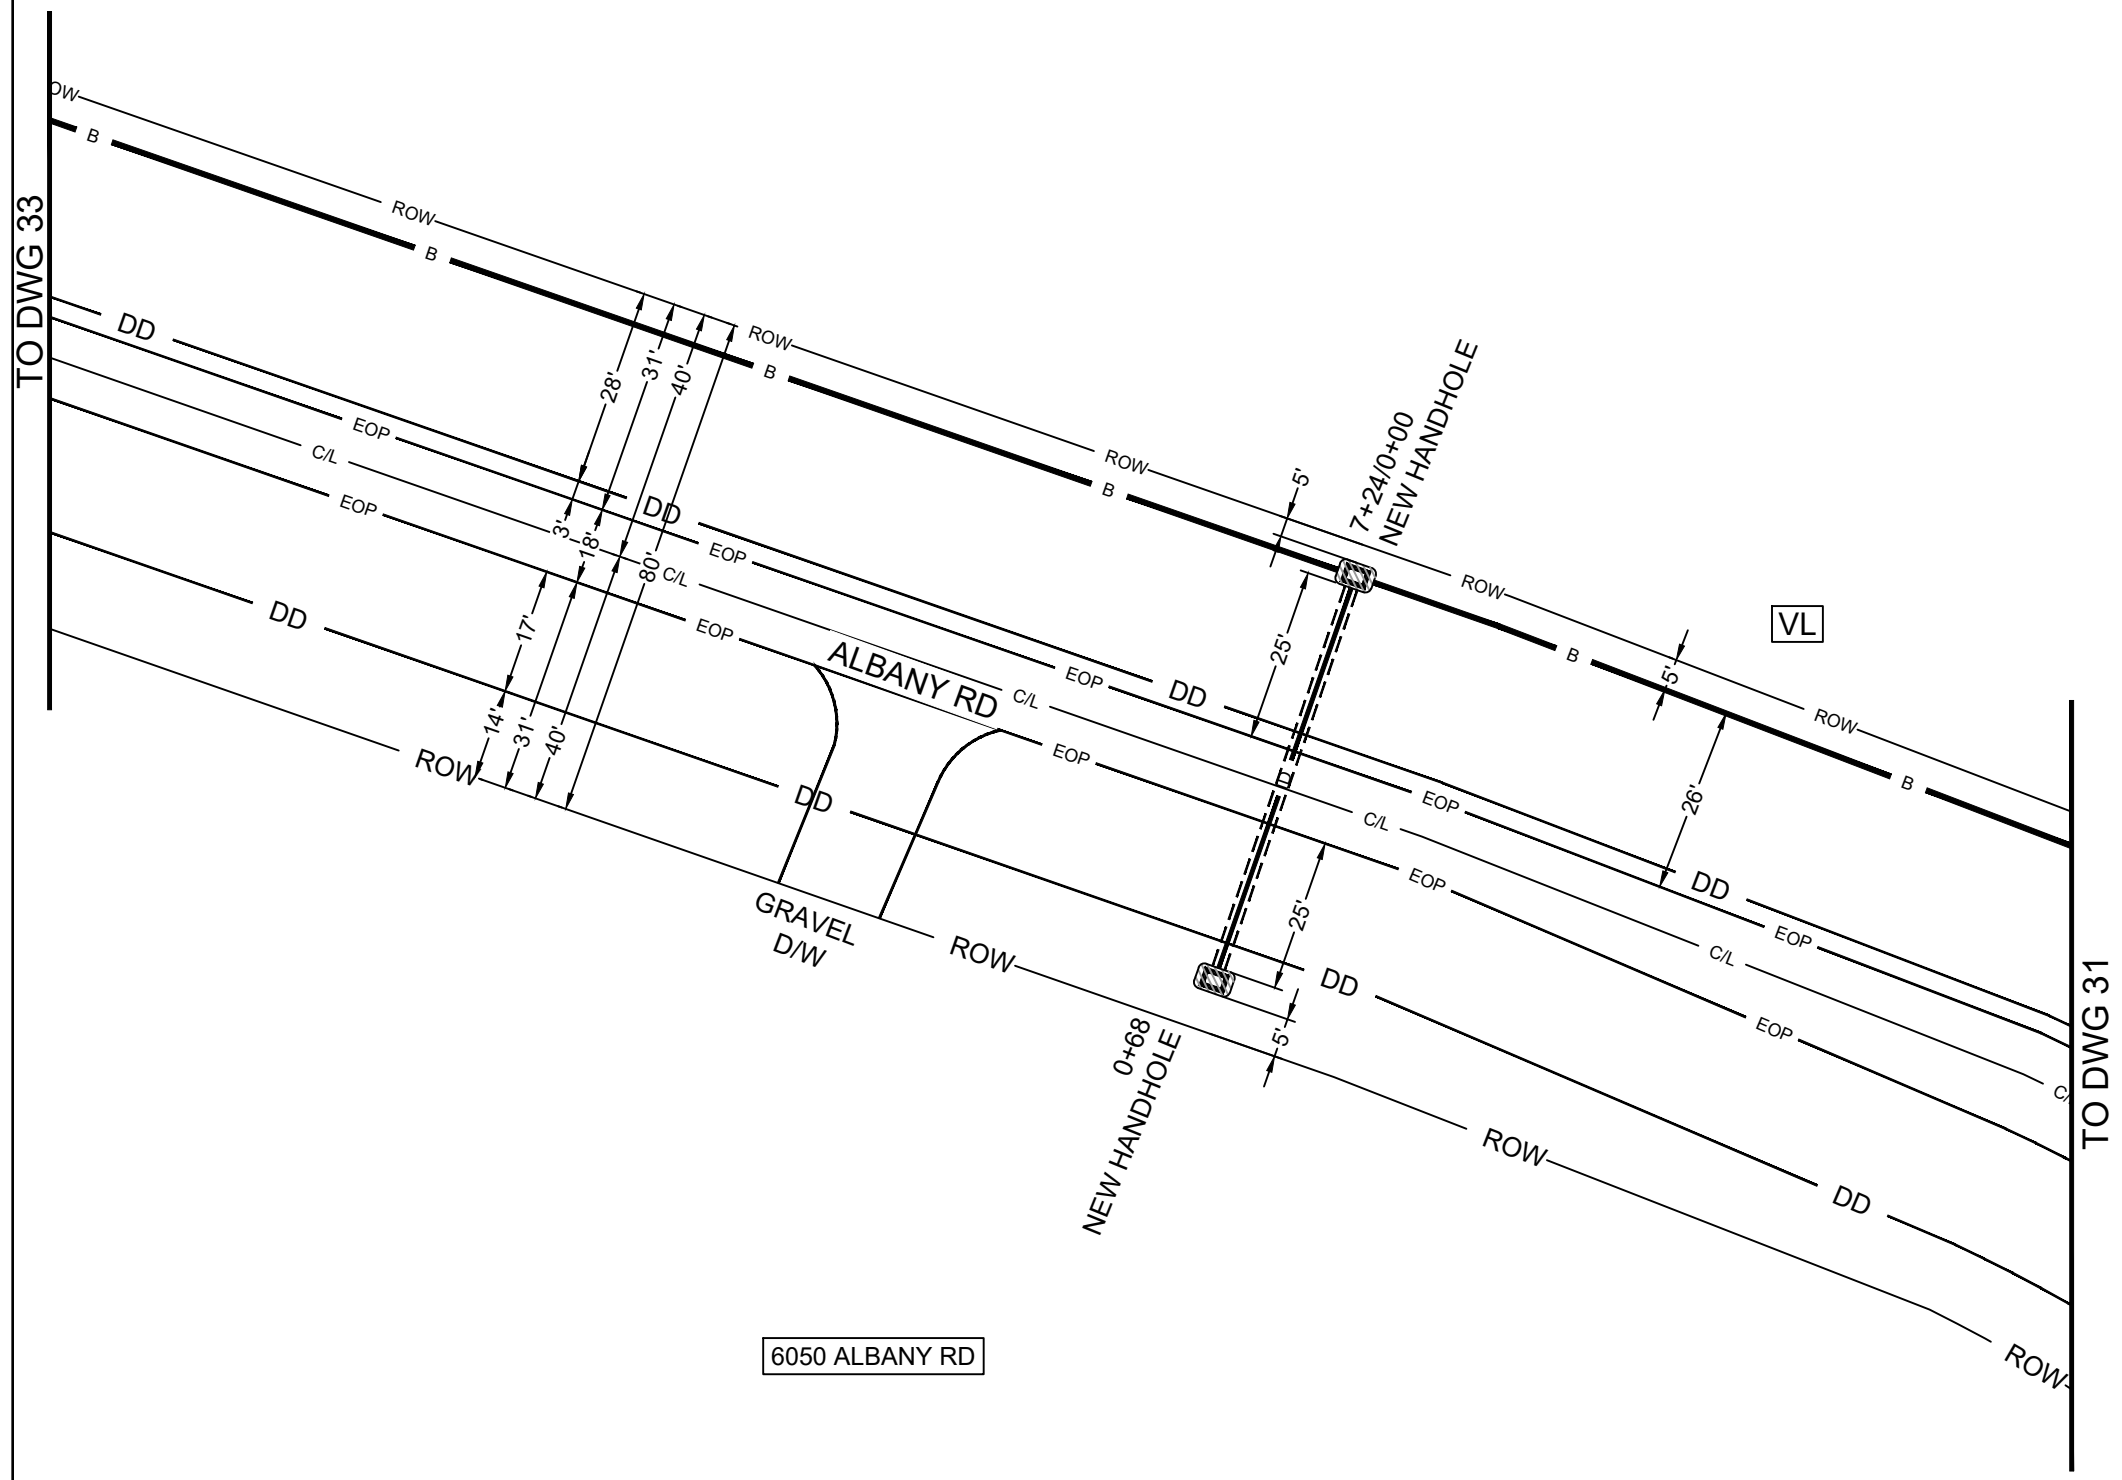 OW
B
ROW
B
TO DWG 33
DD
EOP
C/L
EOP
DD
ROW
28'
31'
40'
3'
18'
80'
17'
14'
31'
40'
ROW
B
DD
EOP
C/L
EOP
ALBANY RD
DD
GRAVEL
D/W
ROW
B
5'
7+24/0+00
NEW HANDHOLE
25'
DD
EOP
C/L
EOP
D
25'
5'
0+68
NEW HANDHOLE
ROW
ROW
VL
B
5'
26'
ROW
B
EOP
C/L
EOP
DD
DD
EOP
C/L
EOP
C/
ROW
DD
ROW
TO DWG 31
6050 ALBANY RD